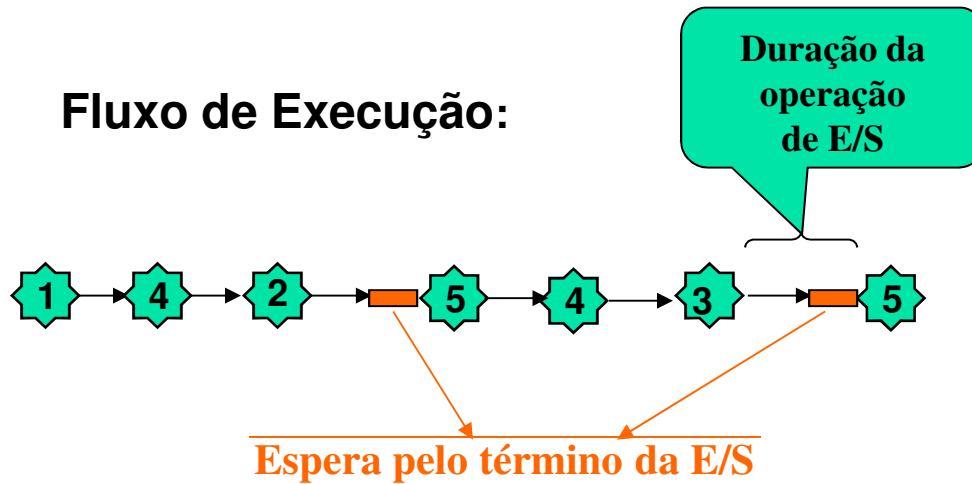 Duração da
operação
de E/S
Fluxo de Execução:
1 4 2 5 4 3 5
Espera pelo término da E/S